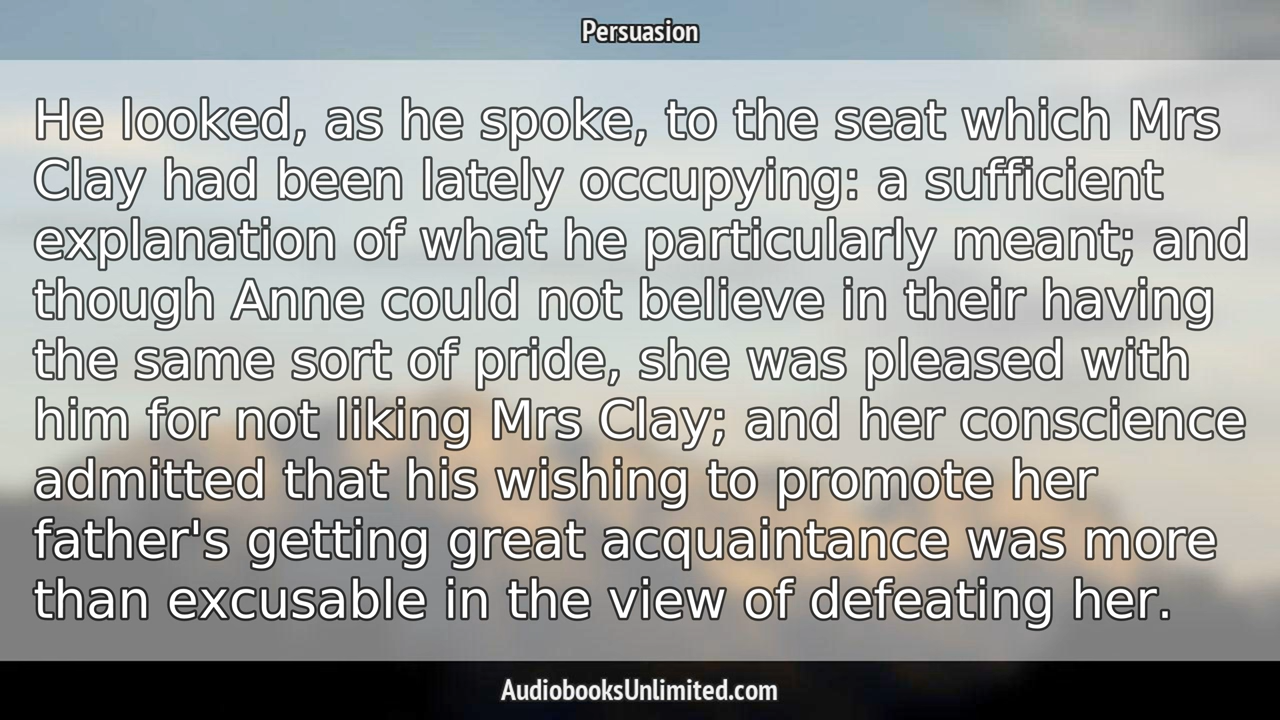 Persuasion
He looked, as he spoke, to the seat which Mrs
Clay had been lately occupying: a sufficient
explanation of what he particularly meant; and
though Anne could not believe in their having
the same sort of pride, she was pleased with
him for not liking Mrs Clay; and her conscience
admitted that his wishing to promote her
father's getting great acquaintance was more
than excusable in the view of defeating her.
AudiobooksUnlimited.com